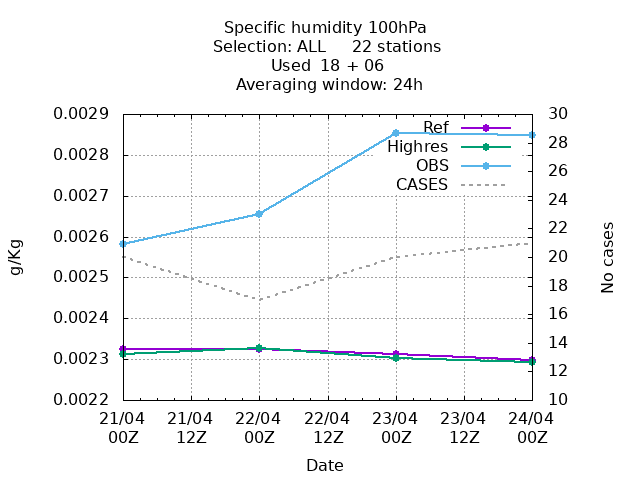 Specific humidity 100hPa
Selection: ALL 22 stations
Used 18 + 06
Averaging window: 24h
g/Kg
0.0029
0.0028
0.0027
0.0026
0.0025
0.0024
0.0023
0.0022
Ref
Highres
OBS
CASES
30
28
26
24
22
20
18
16
14
12
10
No cases
21/04 21/04 22/04 22/04 23/04 23/04 24/04
00Z 12Z 00Z 12Z 00Z 12Z 00Z
Date